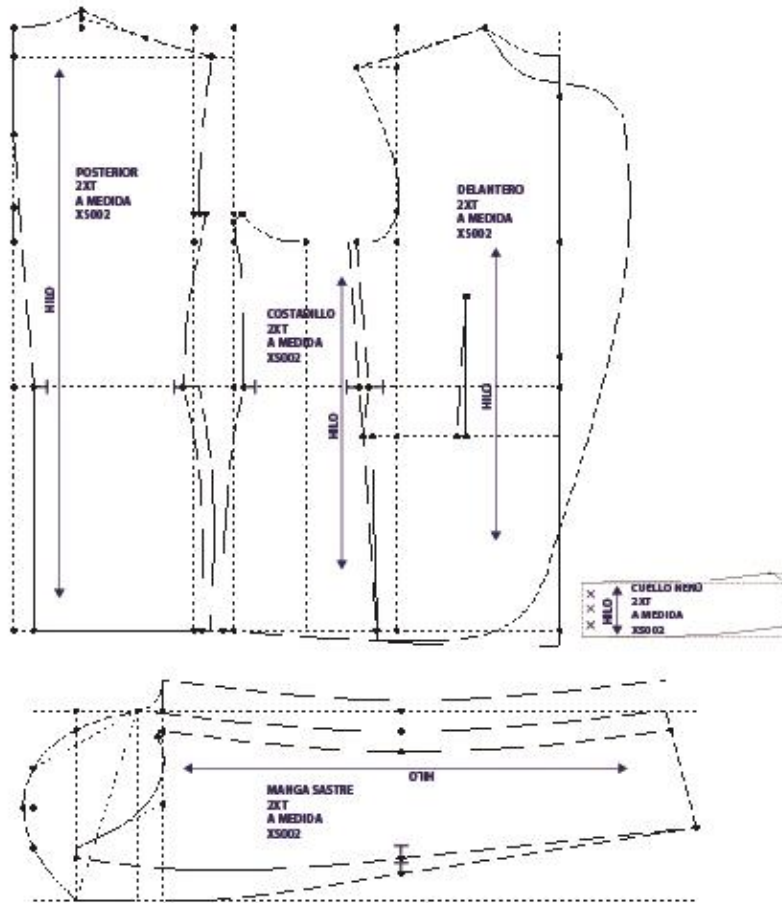 POSTERIOR
2XT
A MEDIDA
XS002
HILO
DELANTERO
2XT
A MEDIDA
XS002
HILO
COSTADILLO
2XT
A MEDIDA
XS002
HILO
CUELLO NERÚ
2XT
A MEDIDA
XS002
HILO
MANGA SASTRE
2XT
A MEDIDA
XS002
HILO